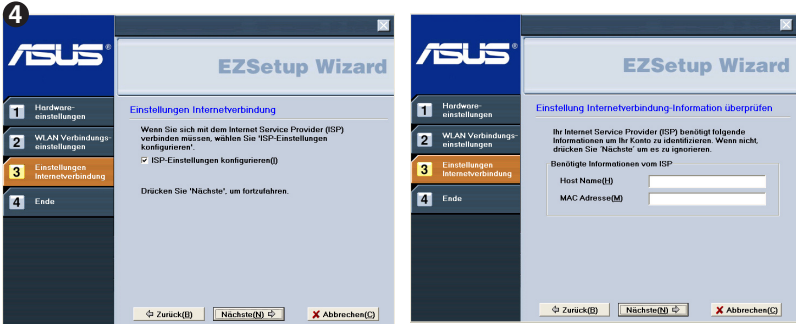 4
ASUS®
EZSetup Wizard
1 Hardware-
einstellungen
2 WLAN Verbindungs-
einstellungen
3 Einstellungen
Internetverbindung
4 Ende
Einstellungen Internetverbindung
Wenn Sie sich mit dem Internet Service Provider (ISP)
verbinden müssen, wählen Sie 'ISP-Einstellungen
konfigurieren'.
ISP-Einstellungen konfigurieren(I)
Drücken Sie 'Nächste', um fortzufahren.
Zurück(B) Nächste(N) Abbrechen(C)
ASUS®
EZSetup Wizard
1 Hardware-
einstellungen
2 WLAN Verbindungs-
einstellungen
3 Einstellungen
Internetverbindung
4 Ende
Einstellung Internetverbindung-Information überprüfen
Ihr Internet Service Provider (ISP) benötigt folgende
Informationen um Ihr Konto zu identifizieren. Wenn nicht,
drücken Sie 'Nächste' um es zu ignorieren.
Benötigte Informationen vom ISP
Host Name(H)
MAC Adresse(M)
Zurück(B) Nächste(N) Abbrechen(C)